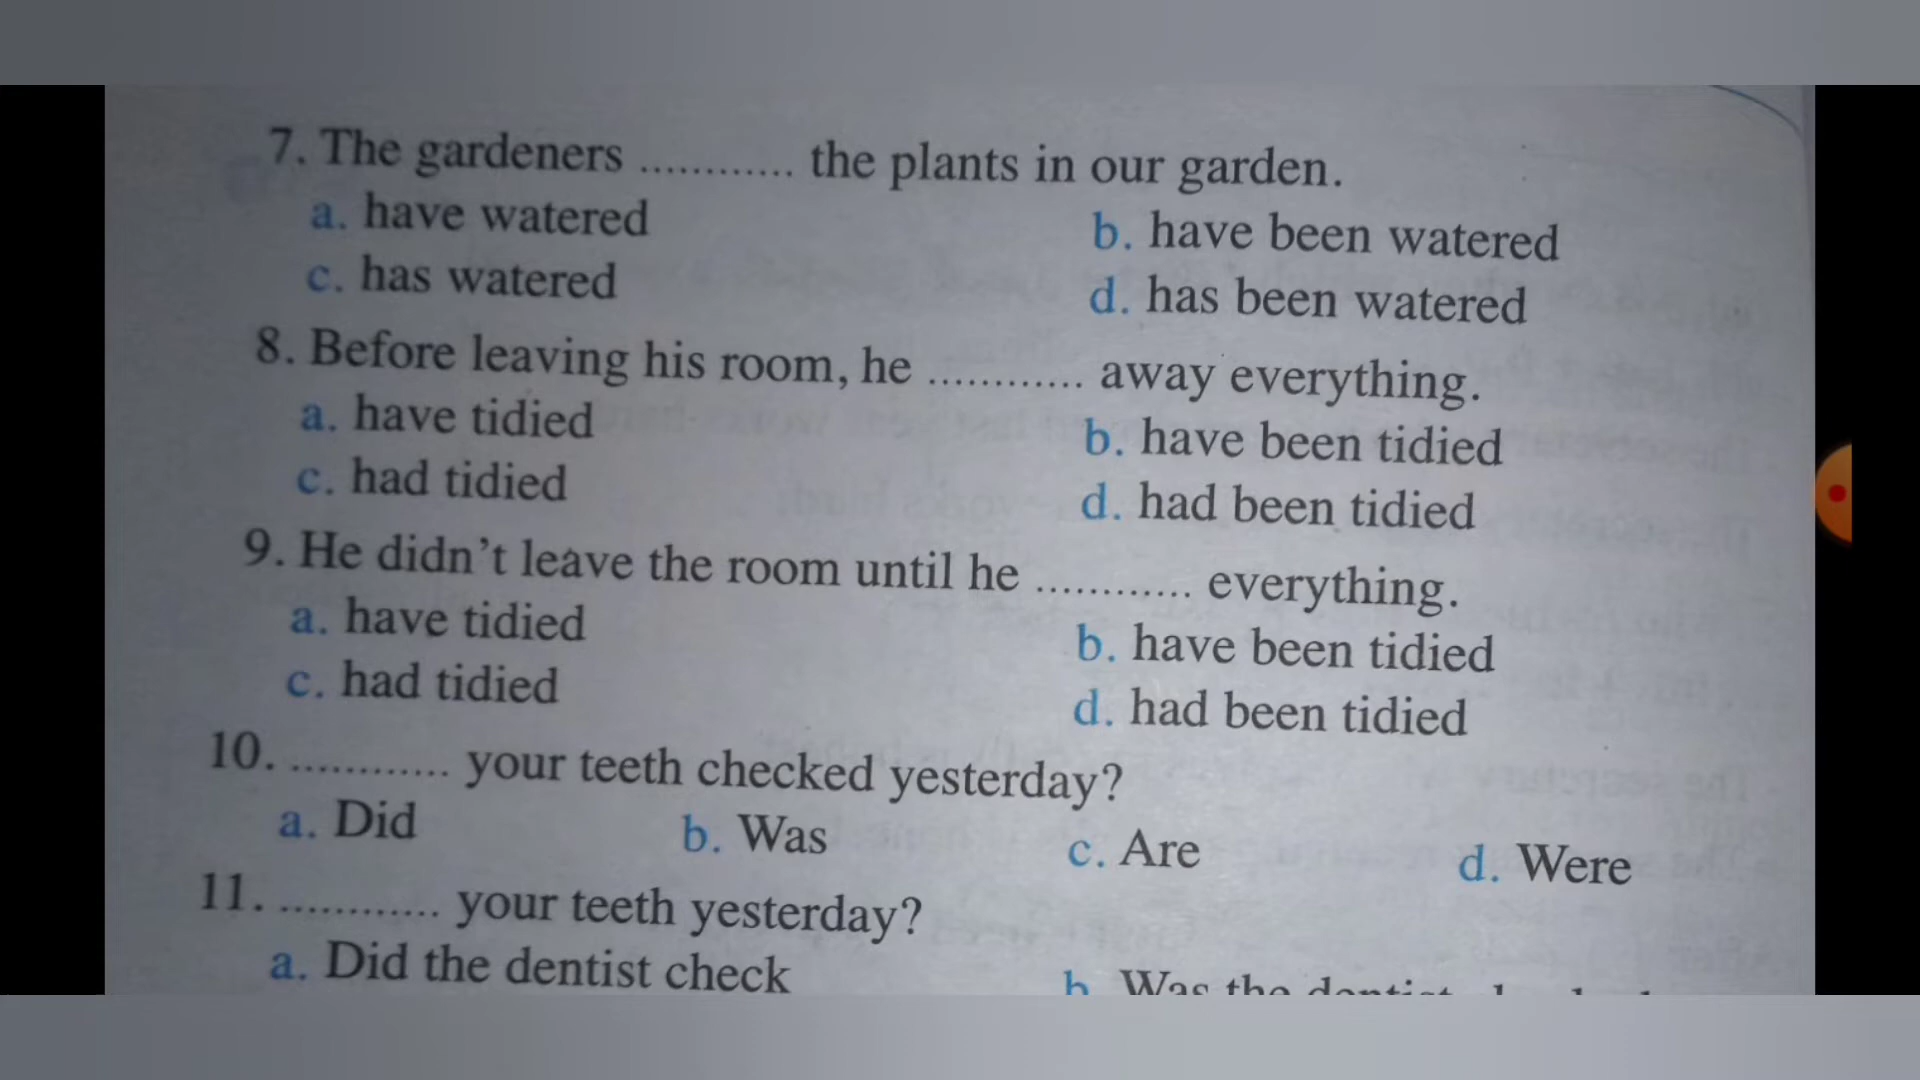 7. The gardeners ............ the plants in our garden.
a. have watered b. have been watered
c. has watered d. has been watered
8. Before leaving his room, he ............ away everything.
a. have tidied b. have been tidied
c. had tidied d. had been tidied
9. He didn't leave the room until he ............ everything.
a. have tidied b. have been tidied
c. had tidied d. had been tidied
10. ............ your teeth checked yesterday?
a. Did b. Was c. Are d. Were
11. ............ your teeth yesterday?
a. Did the dentist check b. Was the dentist